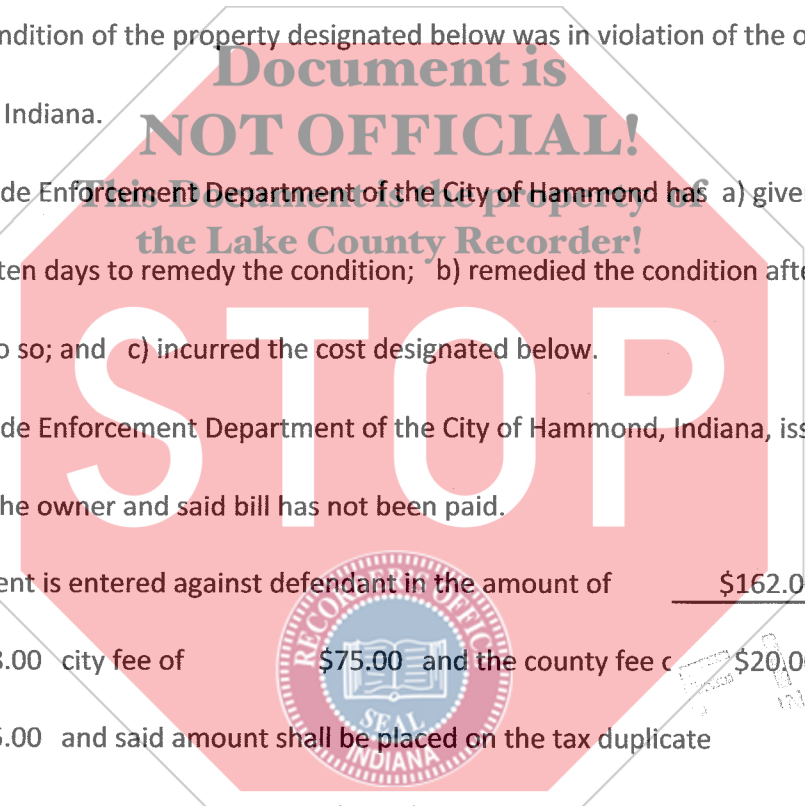 ndition of the property designated below was in violation of the o
Document is
Indiana.
NOT OFFICIAL!
de Enforcement Department of the City of Hammond has a) give
This Document is the property of
the Lake County Recorder!
ten days to remedy the condition; b) remedied the condition afte
o so; and c) incurred the cost designated below.
STOP
de Enforcement Department of the City of Hammond, Indiana, iss
he owner and said bill has not been paid.
ent is entered against defendant in the amount of $162.0
RECORDER'S OFFICE
.00 city fee of $75.00 and the county fee $20.0
SEAL
INDIANA
.00 and said amount shall be placed on the tax duplicate